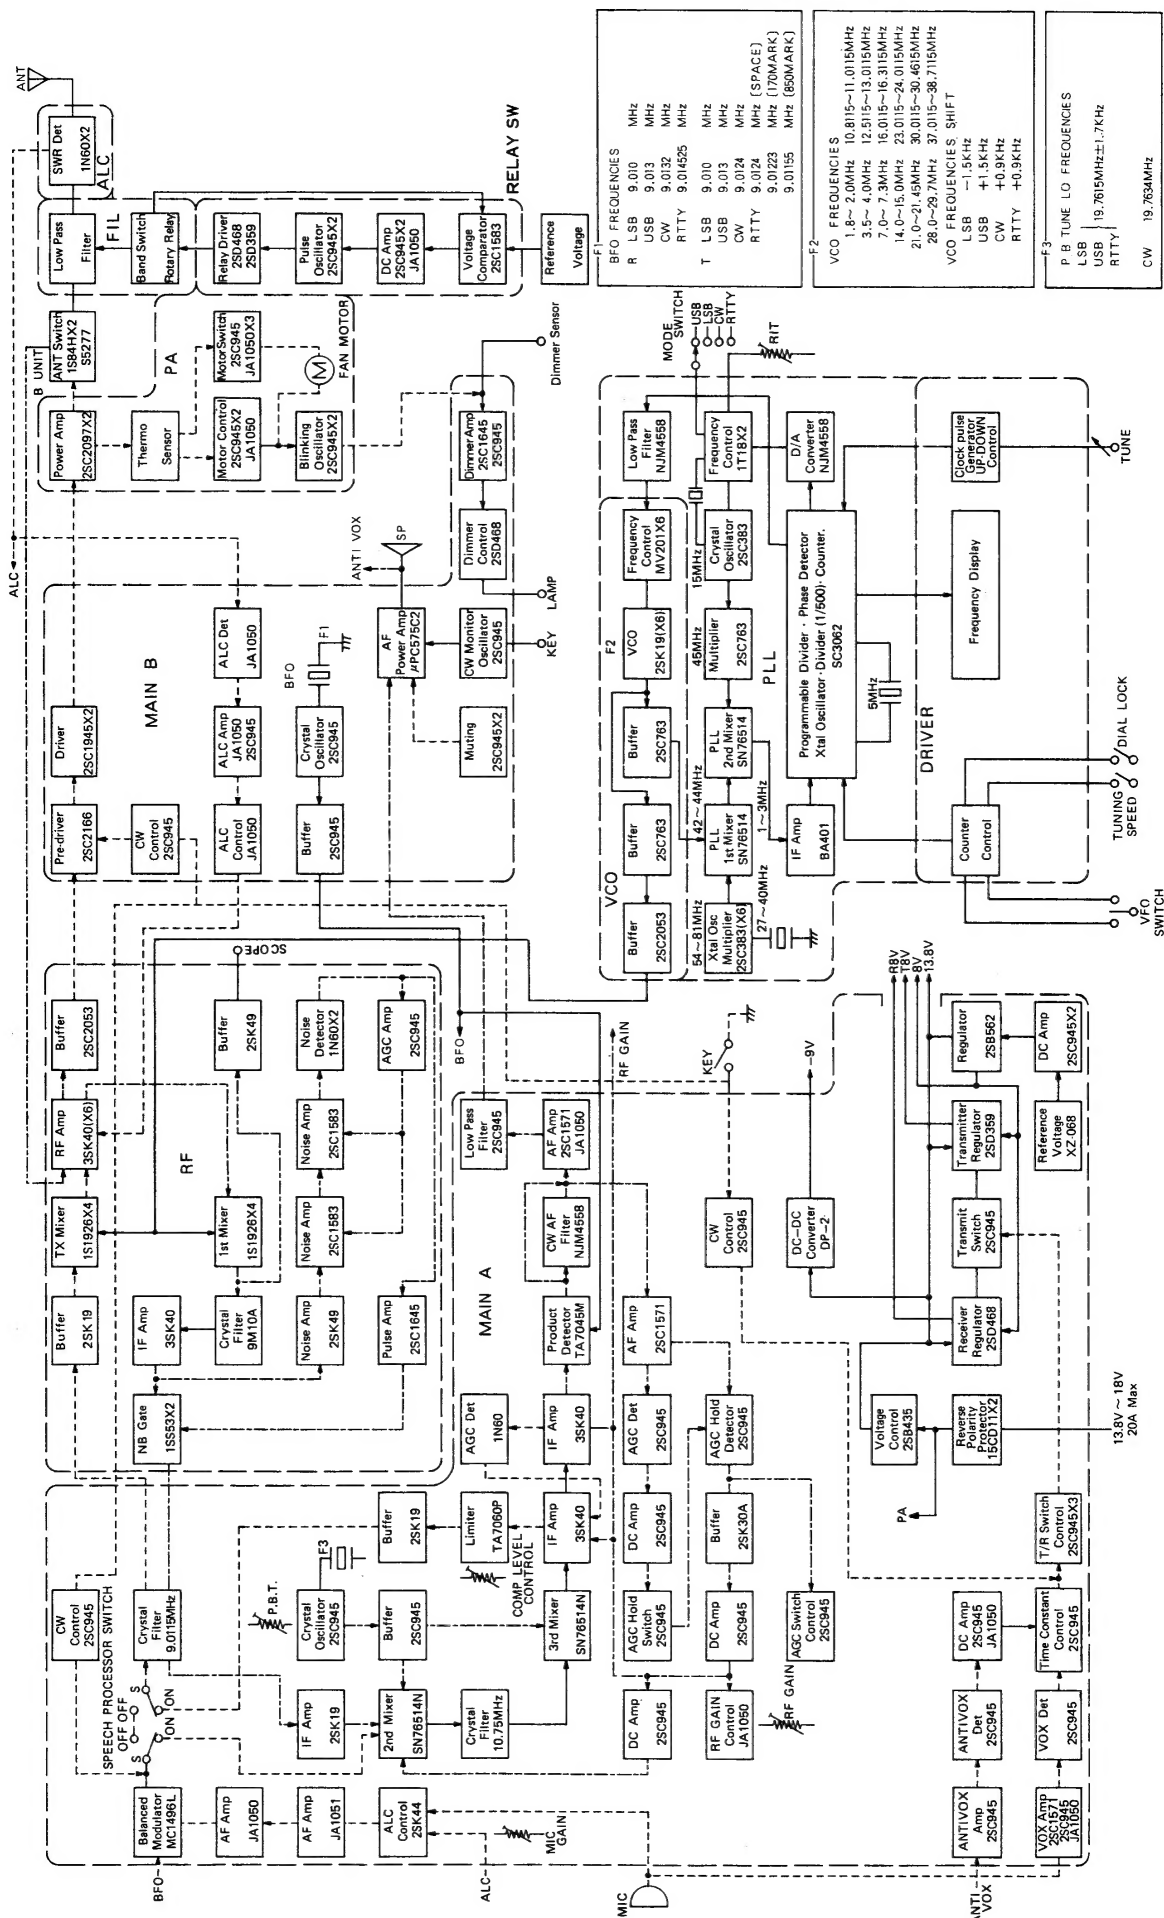 ANT
ALC
SWR Det
1N60X2
ALC
Low Pass
Filter
FIL
Band Switch
Rotary Relay
Relay Driver
2SD468
2SD359
Pulse
Oscillator
2SC945X2
DC Amp
2SC945X2
JA1050
Voltage
Comparator
2SC1583
RELAY SW
Reference
Voltage
B UNIT
ANT Switch
1S84HX2
S5277
PA
Power Amp
2SC2097X2
Thermo
Sensor
Motor Switch
2SC945
JA1050X3
Motor Control
2SC945X2
JA1050
M
FAN MOTOR
Blinking
Oscillator
2SC945X2
Dimmer Amp
2SC1645
2SC945
Dimmer
Control
2SD468
Dimmer Sensor
LAMP
KEY
ANTI VOX
SP
MAIN B
Driver
2SC1945X2
Pre-driver
2SC2166
CW
Control
2SC945
ALC Det
JA1050
ALC Amp
JA1050
2SC945
ALC
Control
JA1050
BFO
F1
Crystal
Oscillator
2SC945
Buffer
2SC945
AF
Power Amp
μPC575C2
CW Monitor
Oscillator
2SC945
Muting
2SC945X2
F1
BFO FREQUENCIES
R LSB 9.010 MHz
USB 9.013 MHz
CW 9.0132 MHz
RTTY 9.014525 MHz
T LSB 9.010 MHz
USB 9.013 MHz
CW 9.0124 MHz
RTTY 9.0124 MHz [SPACE]
9.01223 MHz [170MARK]
9.01155 MHz [850MARK]
F2
VCO FREQUENCIES
1.8~ 2.0MHz 10.8115~11.0115MHz
3.5~ 4.0MHz 12.5115~13.0115MHz
7.0~ 7.3MHz 16.0115~16.3115MHz
14.0~15.0MHz 23.0115~24.0115MHz
21.0~21.45MHz 30.0115~30.4615MHz
28.0~29.7MHz 37.0115~38.7115MHz
VCO FREQUENCIES SHIFT
LSB -1.5KHz
USB +1.5KHz
CW +0.9KHz
RTTY +0.9KHz
F3
P B TUNE LO FREQUENCIES
LSB
USB 19.7615MHz±1.7KHz
RTTY
CW 19.7634MHz
MODE
SWITCH
USB
LSB
CW
RTTY
RIT
Low Pass
Filter
NJM4558
Frequency
Control
1T18X2
D/A
Converter
NJM4558
Clock pulse
Generator
UP-DOWN
Control
TUNE
15MHz
Frequency
Control
MV201X6
Crystal
Oscillator
2SC383
F2
VCO
2SK19(X6)
45MHz
Multiplier
2SC763
PLL
Programmable Divider · Phase Detector
Xtal Oscillator · Divider (1/500) · Counter.
SC3062
5MHz
Frequency Display
DRIVER
Buffer
2SC763
PLL
2nd Mixer
SN76514
Buffer
2SC763
42~44MHz
PLL
1st Mixer
SN76514
1~3MHz
IF Amp
BA401
Counter
Control
DIAL LOCK
TUNING
SPEED
VFO
SWITCH
VCO
Buffer
2SC2053
54~81MHz
Xtal Osc
Multiplier
2SC383(X6)
27~40MHz
RF
SCOPE
Buffer
2SC2053
RF Amp
3SK40(X6)
TX Mixer
1S1926X4
Buffer
2SK19
Buffer
2SK49
1st Mixer
1S1926X4
Crystal
Filter
9M10A
IF Amp
3SK40
NB Gate
1SS53X2
Noise
Detector
1N60X2
Noise Amp
2SC1583
Noise Amp
2SC1583
Noise Amp
2SK49
AGC Amp
2SC945
Pulse Amp
2SC1645
BFO
RF GAIN
MAIN A
Low Pass
Filter
2SC945
AF Amp
2SC1571
JA1050
CW AF
Filter
NJM4558
Product
Detector
TA7045M
IF Amp
3SK40
AGC Det
1N60
IF Amp
3SK40
Limiter
TA7060P
Buffer
2SK19
COMP LEVEL
CONTROL
AF Amp
2SC1571
AGC Det
2SC945
DC Amp
2SC945
AGC Hold
Switch
2SC945
DC Amp
2SC945
AGC Hold
Detector
2SC945
Buffer
2SK30A
DC Amp
2SC945
RF GAIN
Control
JA1050
AGC Switch
Control
2SC945
RF GAIN
KEY
CW
Control
2SC945
-9V
DC-DC
Converter
DP-2
R8V
T8V
8V
13.8V
Regulator
2SB562
DC Amp
2SC945X2
Transmitter
Regulator
2SD359
Reference
Voltage
XZ-068
Transmit
Switch
2SC945
Receiver
Regulator
2SD468
Voltage
Control
2SB435
Reverse
Polarity
Protector
15CD11X2
13.8V~18V
20A Max
PA
T/R Switch
Control
2SC945X3
Time Constant
Control
2SC945
DC Amp
2SC945
JA1050
ANTIVOX
Det
2SC945
VOX Det
2SC945
ANTIVOX
Amp
2SC945
VOX Amp
2SC1571
2SC945
JA1050
ANTI
VOX
CW
Control
2SC945
Crystal
Filter
9.0115MHz
SPEECH PROCESSOR SWITCH
OFF OFF
S
ON
S
ON
P.B.T.
F3
Crystal
Oscillator
2SC945
Buffer
2SC945
3rd Mixer
SN76514N
IF Amp
2SK19
2nd Mixer
SN76514N
Crystal
Filter
10.75MHz
Balanced
Modulator
MC1496L
AF Amp
JA1050
AF Amp
JA1051
ALC
Control
2SK44
MIC
GAIN
BFO
ALC
MIC